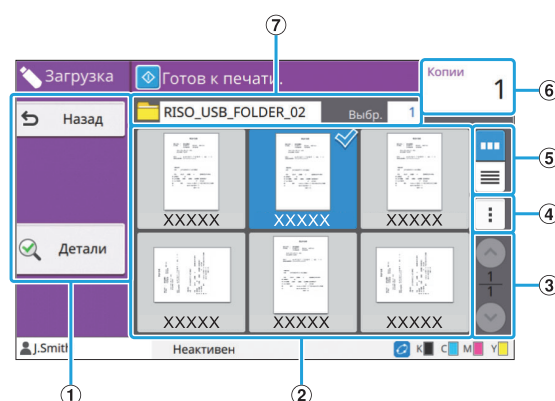 ⑦
Загрузка
Готов к печати.
Копии
1
⑥
RISO_USB_FOLDER_02
Выбр.
1
Назад
⑤
XXXXX
XXXXX
XXXXX
④
Детали
1
1
③
XXXXX
XXXXX
XXXXX
J.Smith
Неактивен
K
C
M
Y
①
②